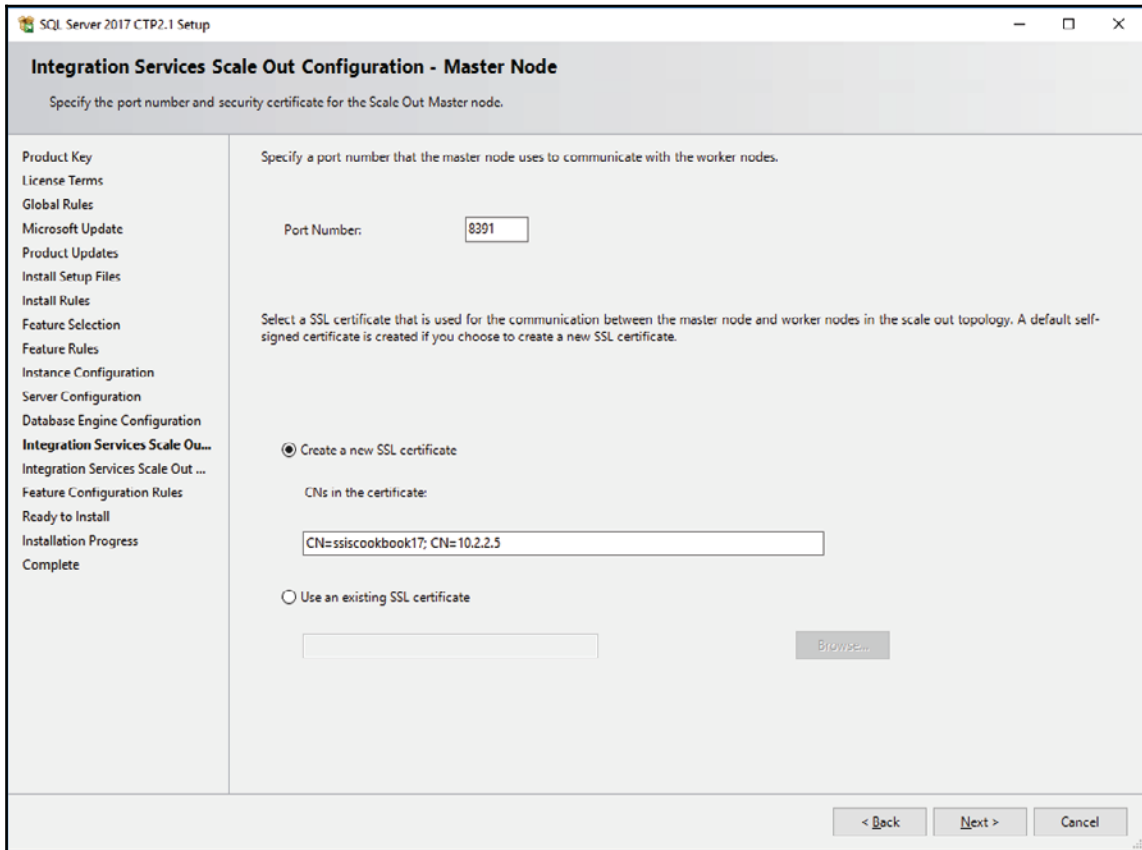 SQL Server 2017 CTP2.1 Setup
Integration Services Scale Out Configuration - Master Node
Specify the port number and security certificate for the Scale Out Master node.
Product Key
License Terms
Global Rules
Microsoft Update
Product Updates
Install Setup Files
Install Rules
Feature Selection
Feature Rules
Instance Configuration
Server Configuration
Database Engine Configuration
Integration Services Scale Ou...
Integration Services Scale Out ...
Feature Configuration Rules
Ready to Install
Installation Progress
Complete
Specify a port number that the master node uses to communicate with the worker nodes.
Port Number: 8391
Select a SSL certificate that is used for the communication between the master node and worker nodes in the scale out topology. A default self-
signed certificate is created if you choose to create a new SSL certificate.
Create a new SSL certificate
CNs in the certificate:
CN=ssiscookbook17; CN=10.2.2.5
Use an existing SSL certificate
Browse...
< Back Next > Cancel